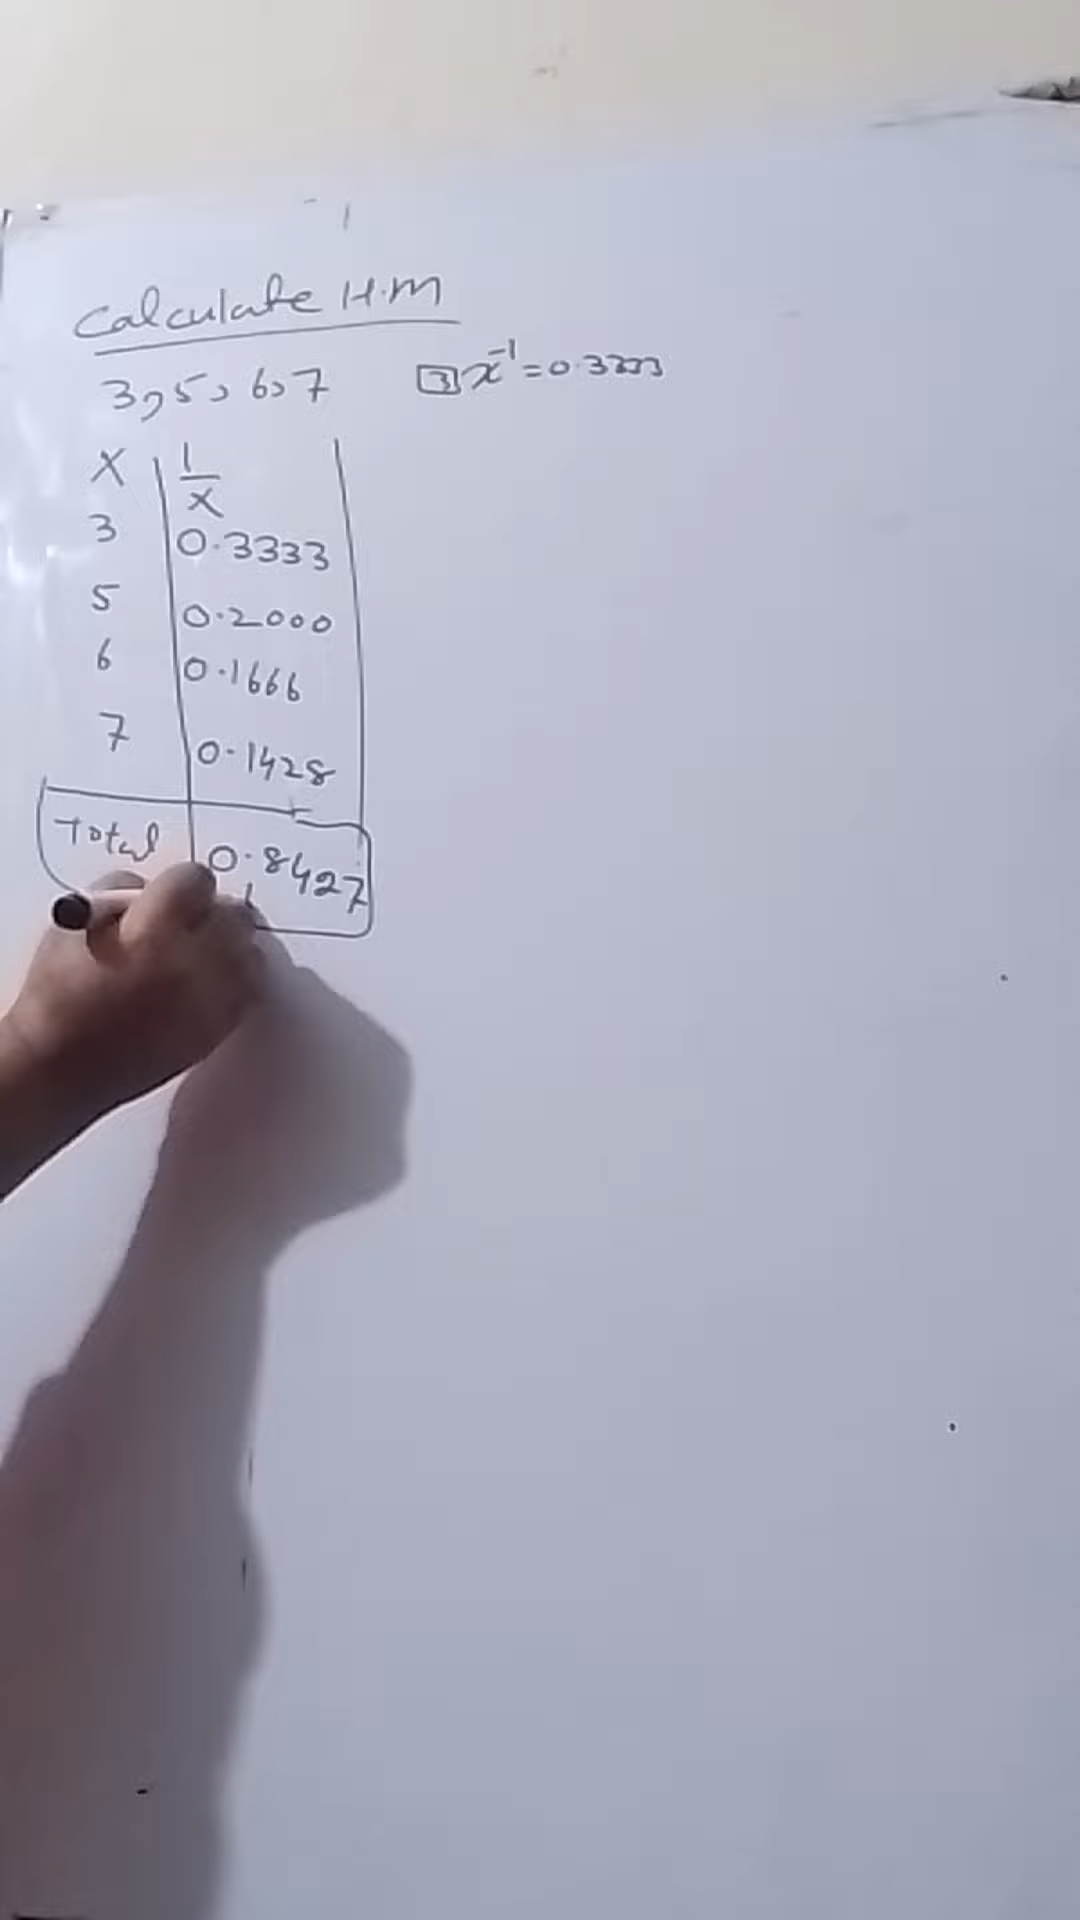 Calculate H.M
3, 5, 6, 7
3 x⁻¹ = 0.3333
X 1/X
3 0.3333
5 0.2000
6 0.1666
7 0.1428
Total 0.8427